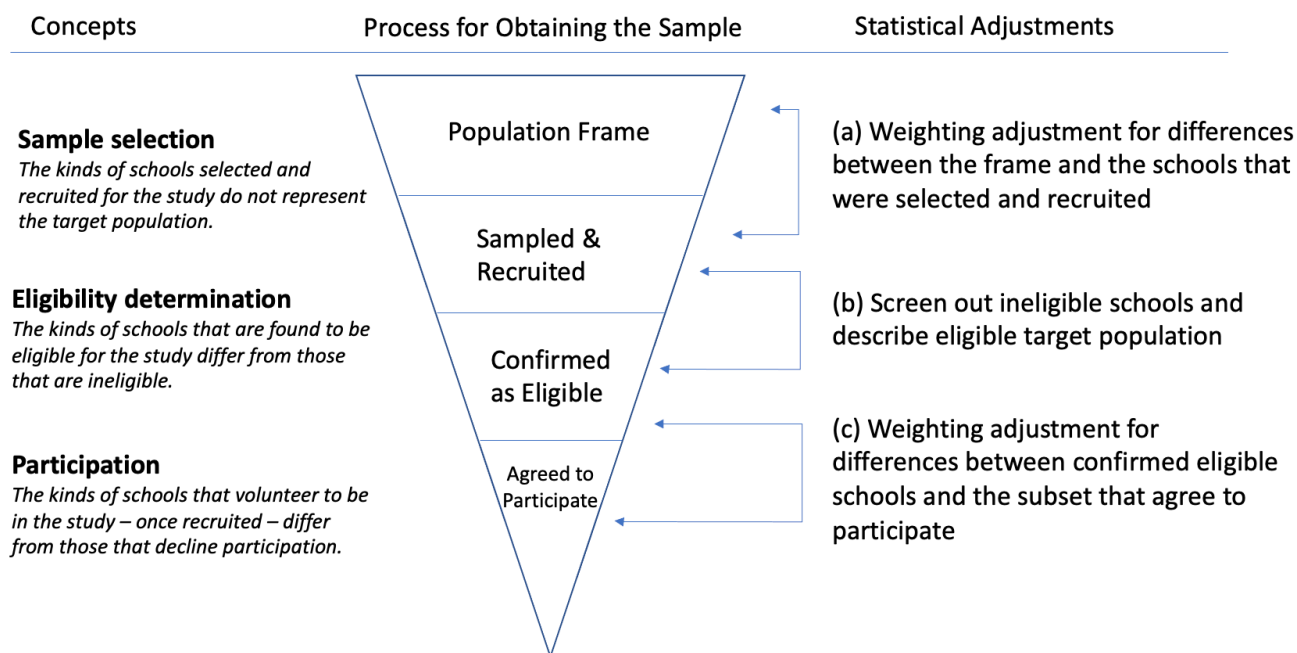 Concepts
Process for Obtaining the Sample
Statistical Adjustments
Sample selection
The kinds of schools selected and
recruited for the study do not represent
the target population.
Population Frame
(a) Weighting adjustment for differences
between the frame and the schools that
were selected and recruited
Sampled &
Recruited
Eligibility determination
The kinds of schools that are found to be
eligible for the study differ from those
that are ineligible.
(b) Screen out ineligible schools and
describe eligible target population
Confirmed
as Eligible
Participation
The kinds of schools that volunteer to be
in the study – once recruited – differ
from those that decline participation.
Agreed to
Participate
(c) Weighting adjustment for
differences between confirmed eligible
schools and the subset that agree to
participate